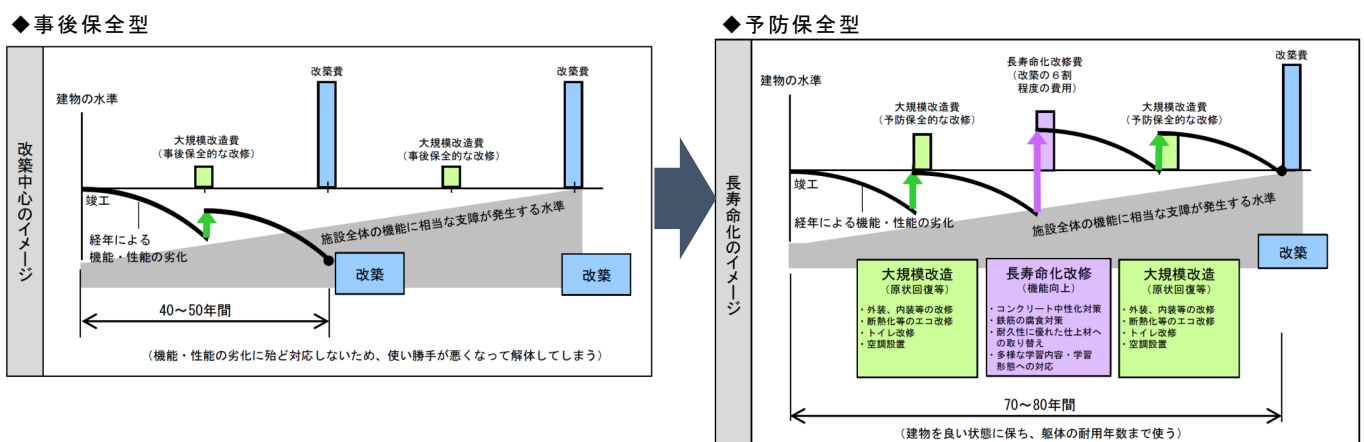 ◆事後保全型
改築中心のイメージ
建物の水準
改築費
改築費
大規模改造費
(事後保全的な改修)
大規模改造費
(事後保全的な改修)
竣工
経年による
機能・性能の劣化
施設全体の機能に相当な支障が発生する水準
改築
改築
40～50年間
(機能・性能の劣化に殆ど対応しないため、使い勝手が悪くなって解体してしまう)
◆予防保全型
長寿命化のイメージ
建物の水準
長寿命化改修費
(改築の6割
程度の費用)
改築費
大規模改造費
(予防保全的な改修)
大規模改造費
(予防保全的な改修)
竣工
経年による機能・性能の劣化
施設全体の機能に相当な支障が発生する水準
改築
大規模改造
(原状回復等)
・外装、内装等の改修
・断熱化等のエコ改修
・トイレ改修
・空調設置
長寿命化改修
(機能向上)
・コンクリート中性化対策
・鉄筋の腐食対策
・耐久性に優れた仕上材へ
の取り替え
・多様な学習内容・学習
形態への対応
大規模改造
(原状回復等)
・外装、内装等の改修
・断熱化等のエコ改修
・トイレ改修
・空調設置
70～80年間
(建物を良い状態に保ち、躯体の耐用年数まで使う)